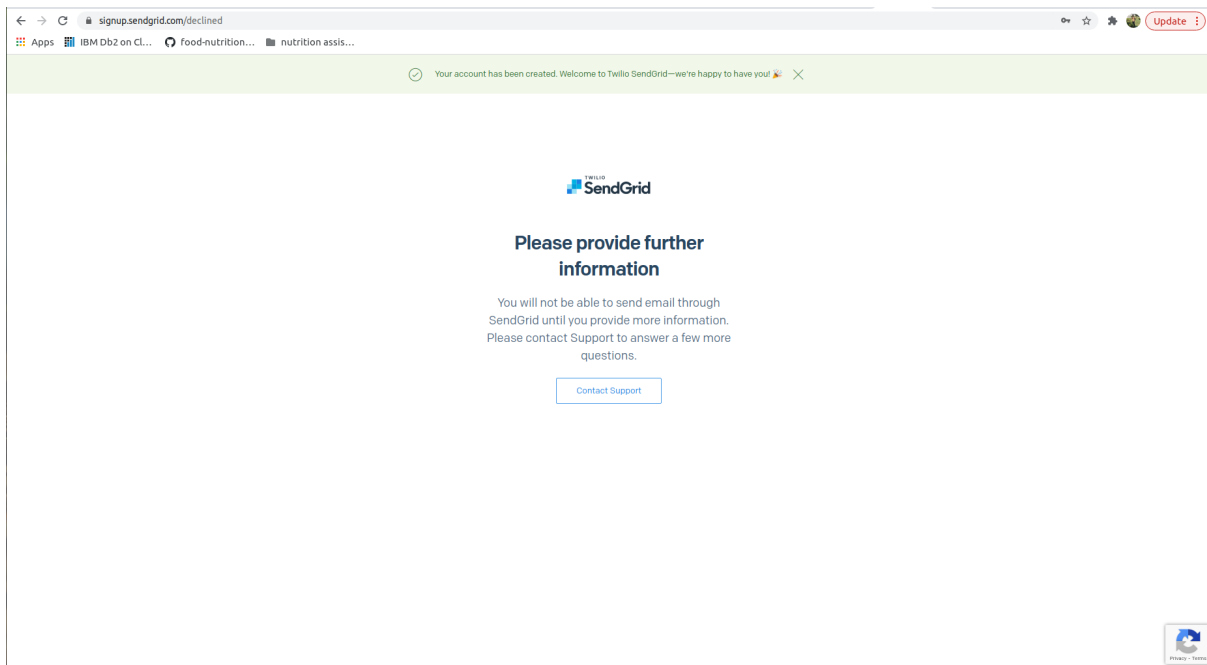 signup.sendgrid.com/declined
Update
Apps
IBM Db2 on Cl...
food-nutrition...
nutrition assis...
Your account has been created. Welcome to Twilio SendGrid—we're happy to have you! 🎉
TWILIO
SendGrid
Please provide further
information
You will not be able to send email through
SendGrid until you provide more information.
Please contact Support to answer a few more
questions.
Contact Support
Privacy - Terms